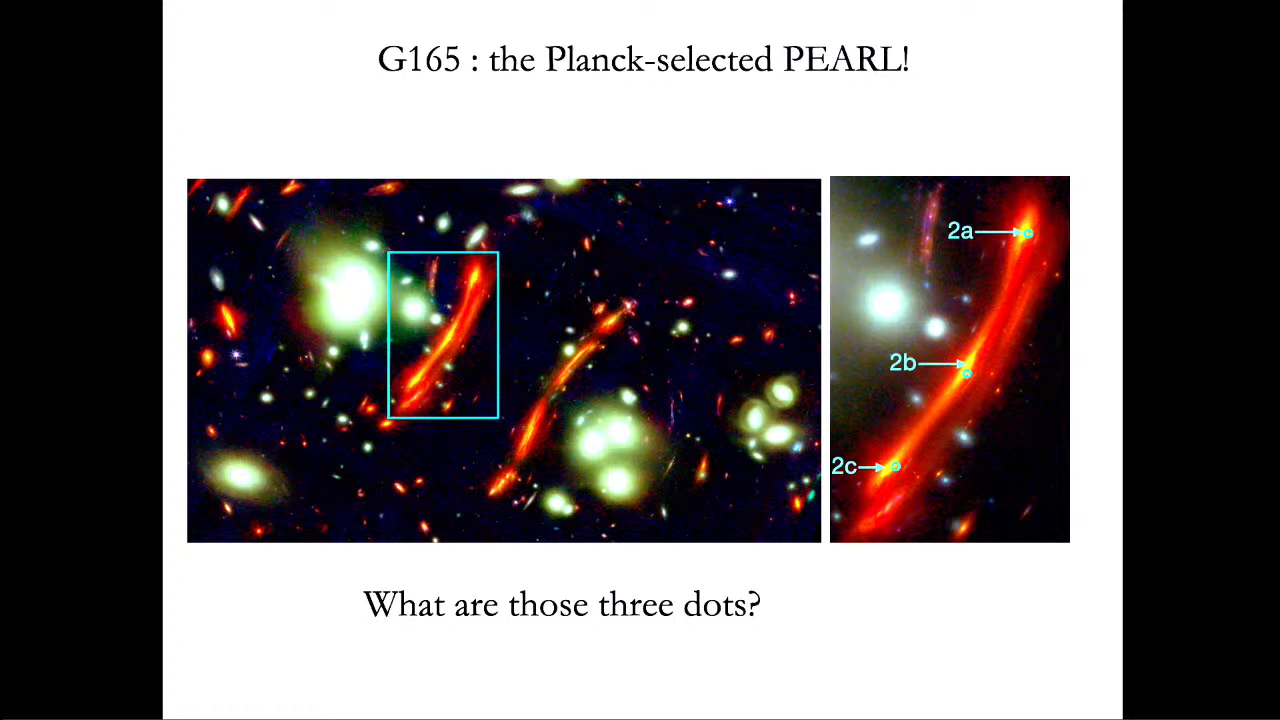 G165 : the Planck-selected PEARL!
2a
2b
2c
What are those three dots?